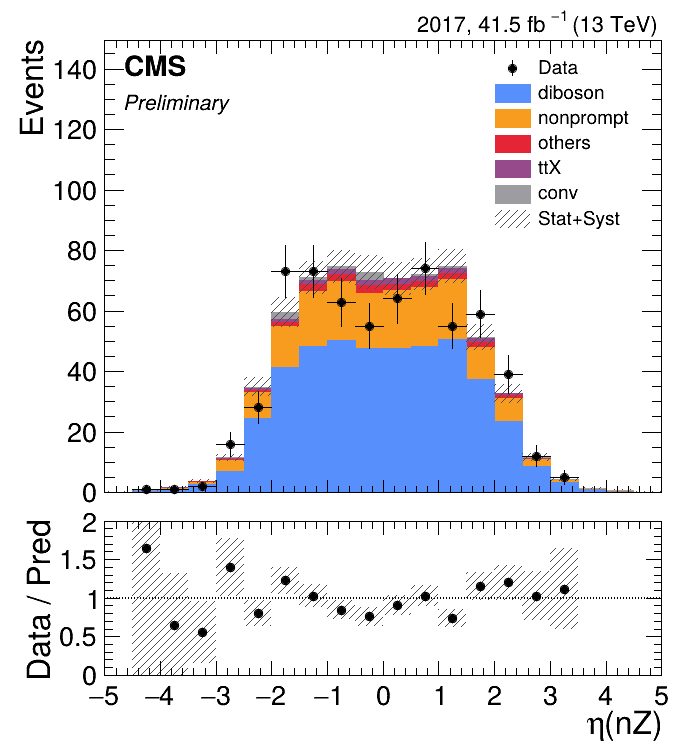 2017, 41.5 fb⁻¹ (13 TeV)
CMS
Preliminary
Events
140
120
100
80
60
40
20
0
Data
diboson
nonprompt
others
ttX
conv
Stat+Syst
Data / Pred
2
1.5
1
0.5
0
−5 −4 −3 −2 −1 0 1 2 3 4 5
η(nZ)